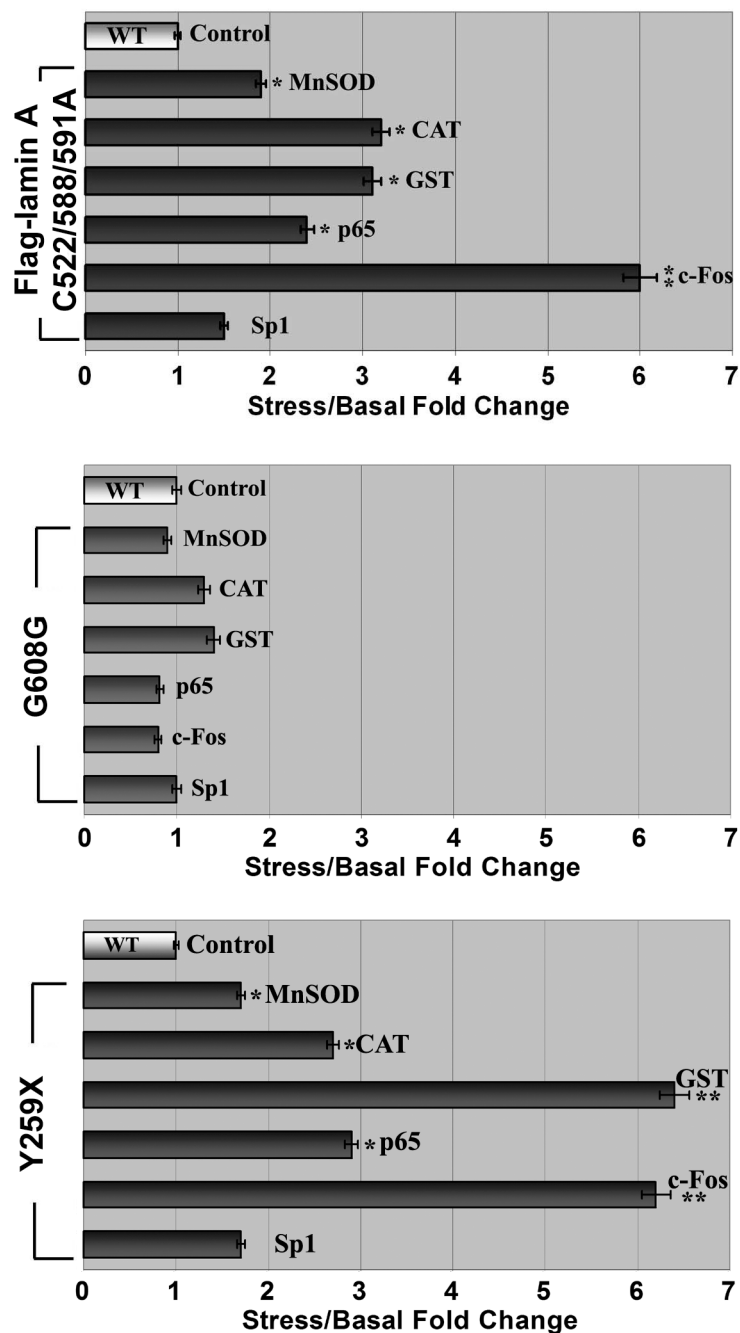 WT Control
* MnSOD
* CAT
* GST
* p65
** c-Fos
Sp1
Flag-lamin A
C522/588/591A
0 1 2 3 4 5 6 7
Stress/Basal Fold Change
WT Control
MnSOD
CAT
GST
p65
c-Fos
Sp1
G608G
0 1 2 3 4 5 6 7
Stress/Basal Fold Change
WT Control
* MnSOD
*CAT
GST
**
* p65
c-Fos
**
Sp1
Y259X
0 1 2 3 4 5 6 7
Stress/Basal Fold Change